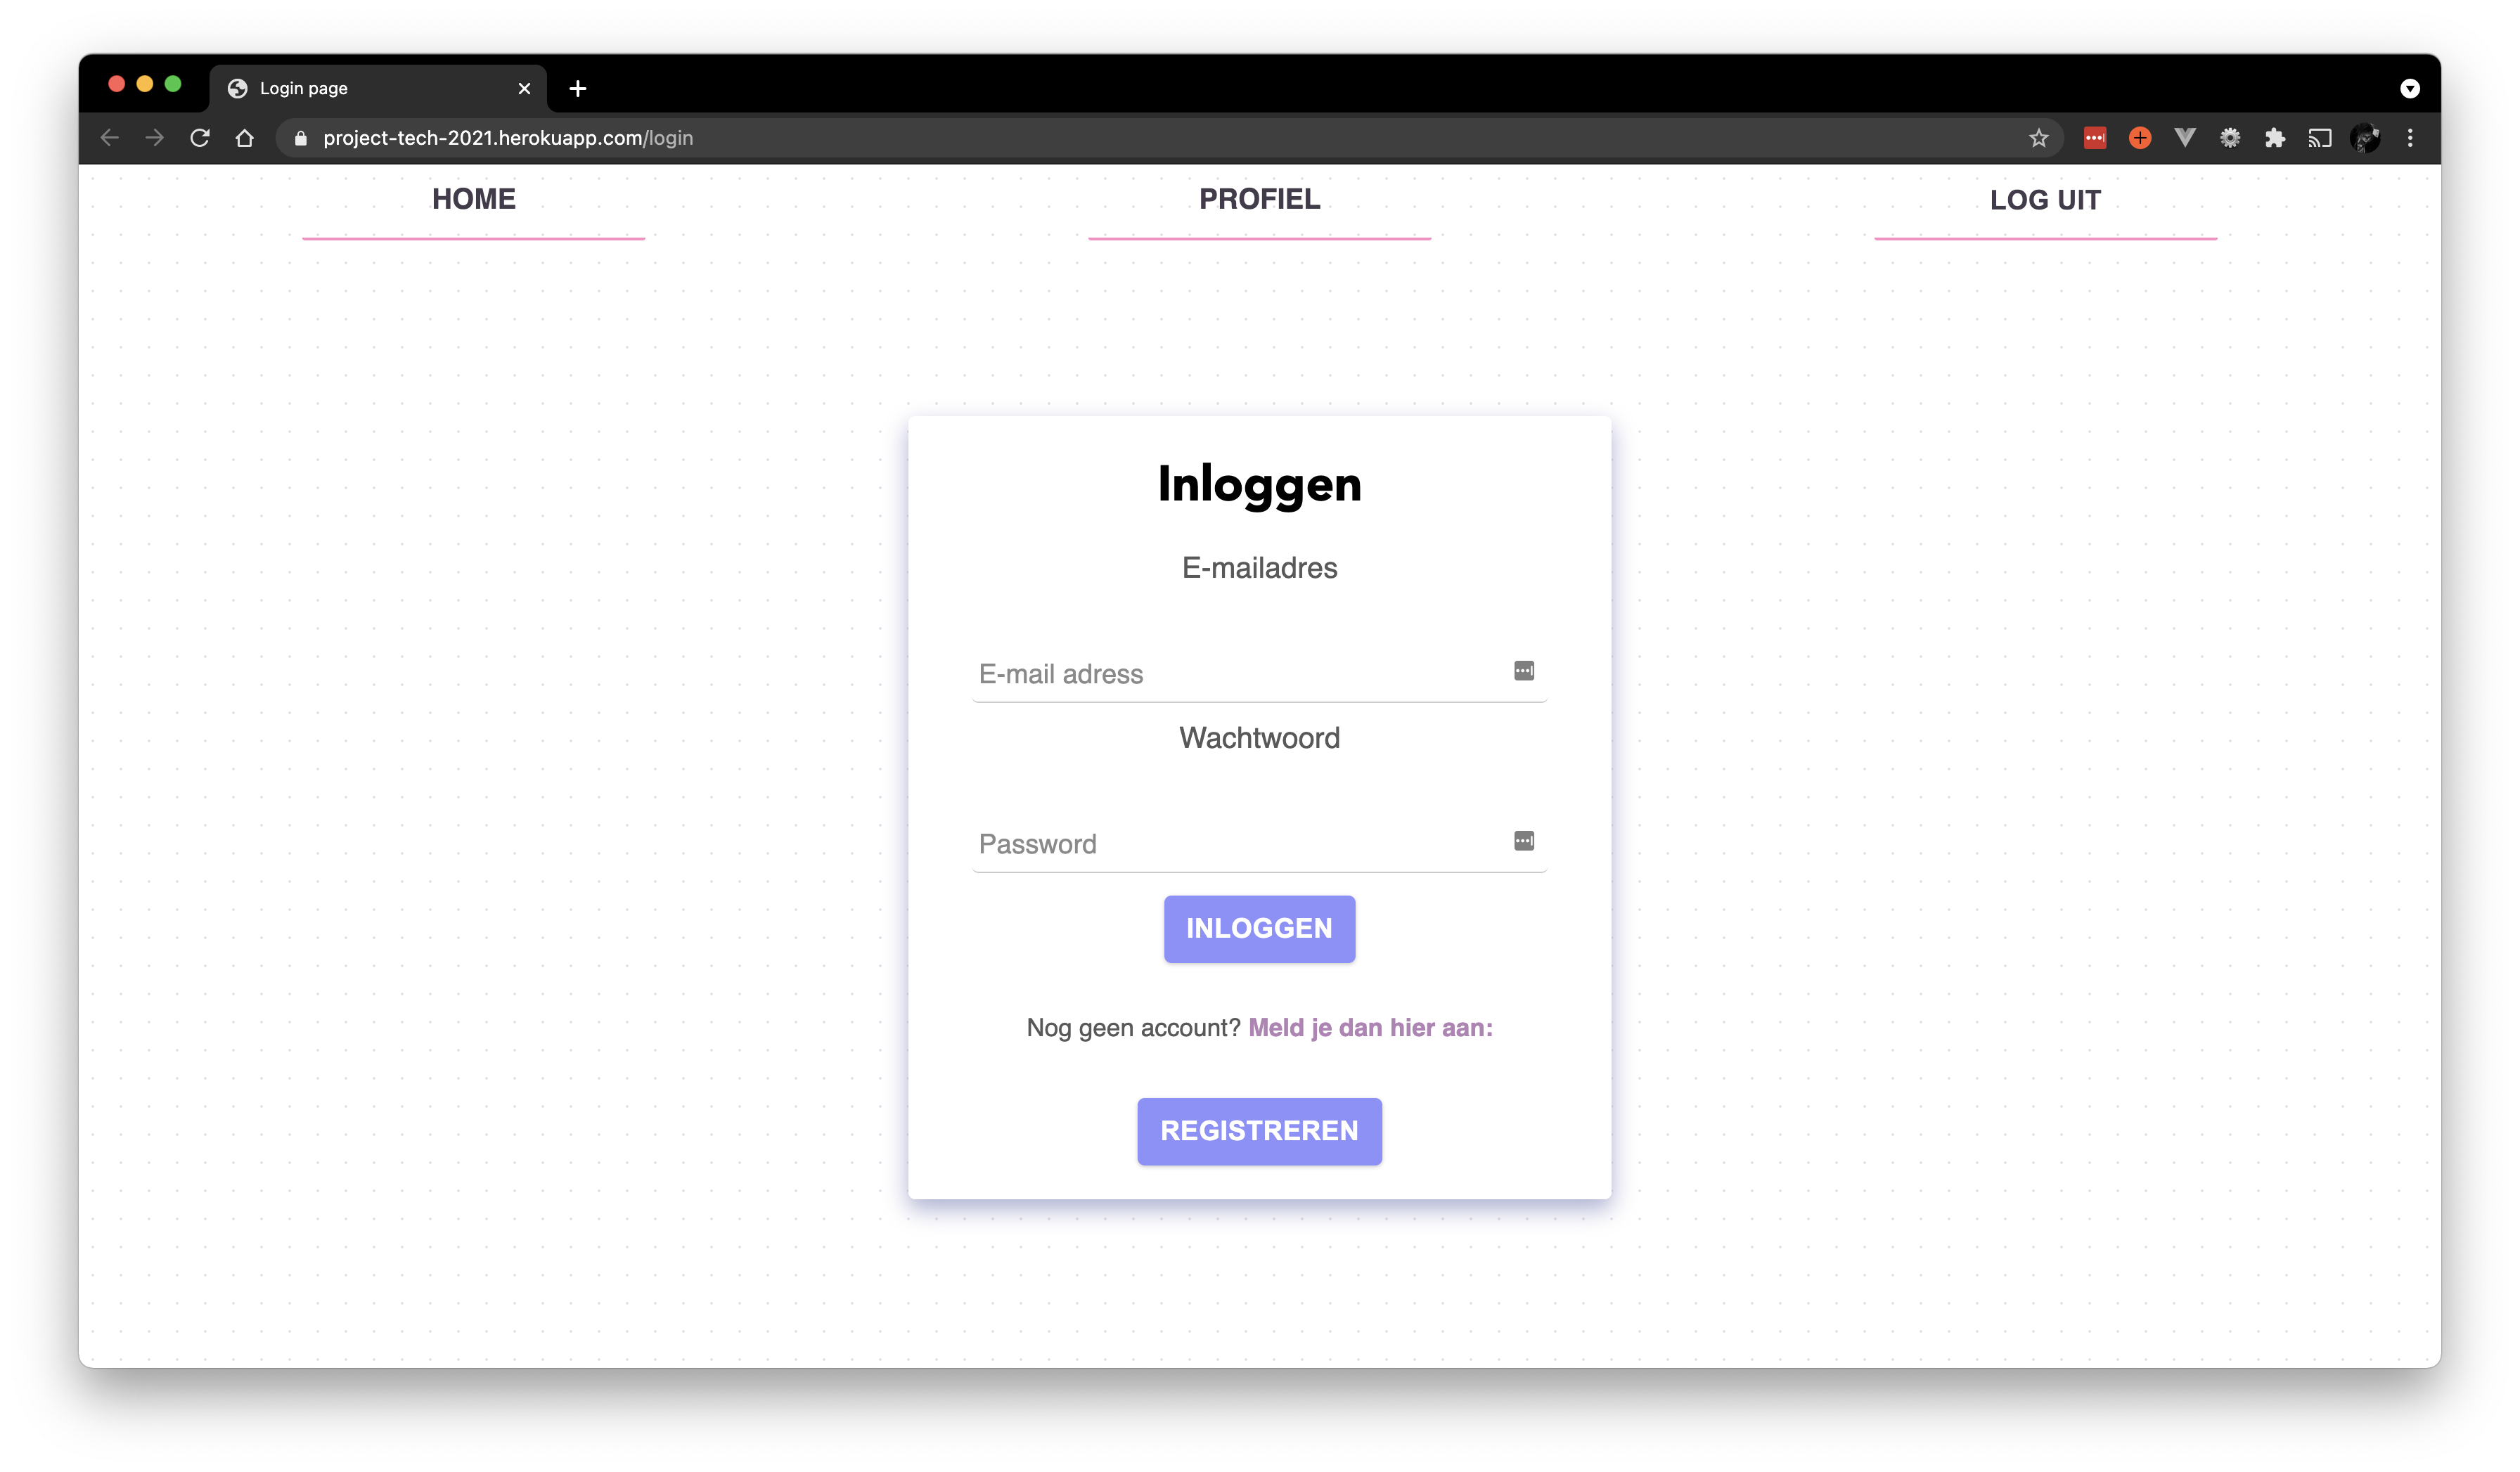 Login page
project-tech-2021.herokuapp.com/login
HOME PROFIEL LOG UIT
Inloggen
E-mailadres
E-mail adress
Wachtwoord
Password
INLOGGEN
Nog geen account? Meld je dan hier aan:
REGISTREREN